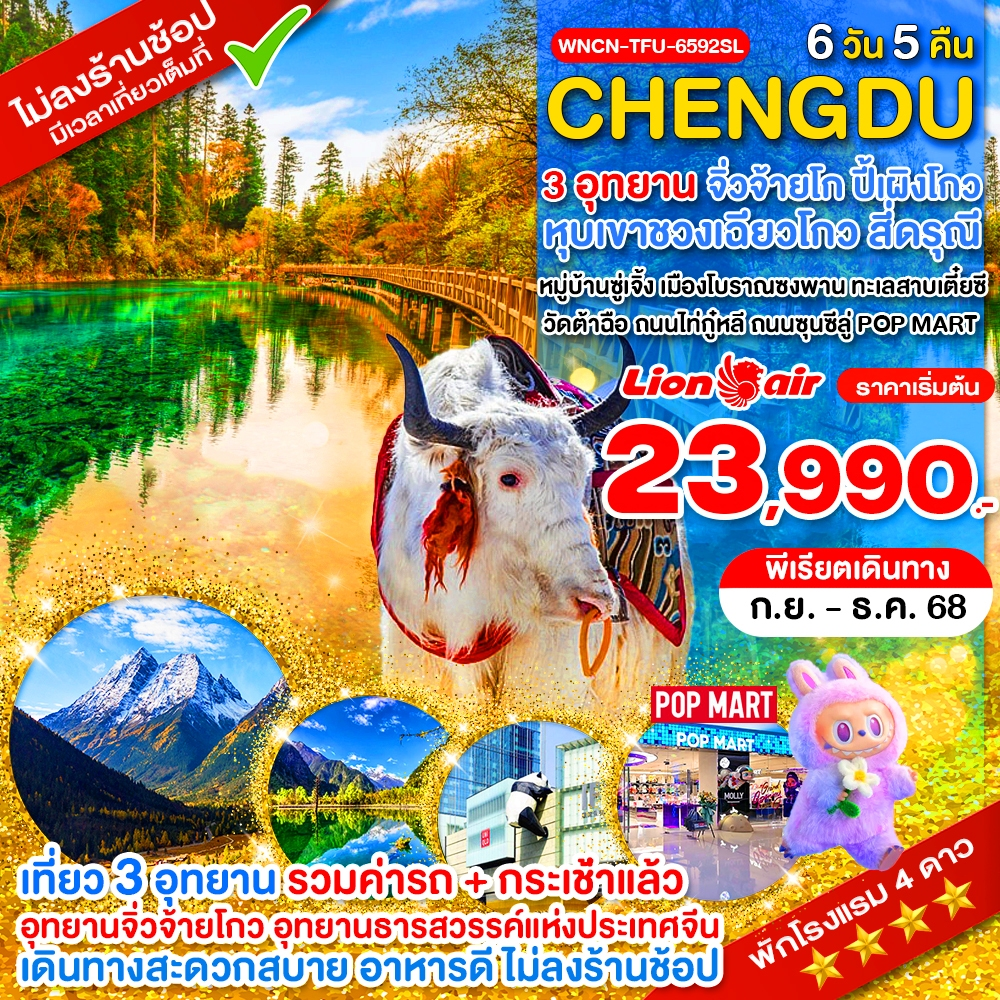 ไม่ลงร้านช้อป
มีเวลาเที่ยวเต็มที่
WNCN-TFU-6592SL
6 วัน 5 คืน
CHENGDU
3 อุทยาน จิ่วจ้ายโก ปี้เผิงโกว
หุบเขาชวงเฉียวโกว สี่ดรุณี
หมู่บ้านซู่เจิ้ง เมืองโบราณซงพาน ทะเลสาบเตี๋ยซี
วัดต้าฉือ ถนนไท่กู๋หลี ถนนชุนซีลู่ POP MART
Lion air
ราคาเริ่มต้น
23,990.-
พีเรียตเดินทาง
ก.ย. - ธ.ค. 68
POP MART
POP MART
MOLLY
เที่ยว 3 อุทยาน รวมค่ารถ + กระเช้าแล้ว
อุทยานจิ่วจ้ายโกว อุทยานธารสวรรค์แห่งประเทศจีน
เดินทางสะดวกสบาย อาหารดี ไม่ลงร้านช้อป
พักโรงแรม 4 ดาว